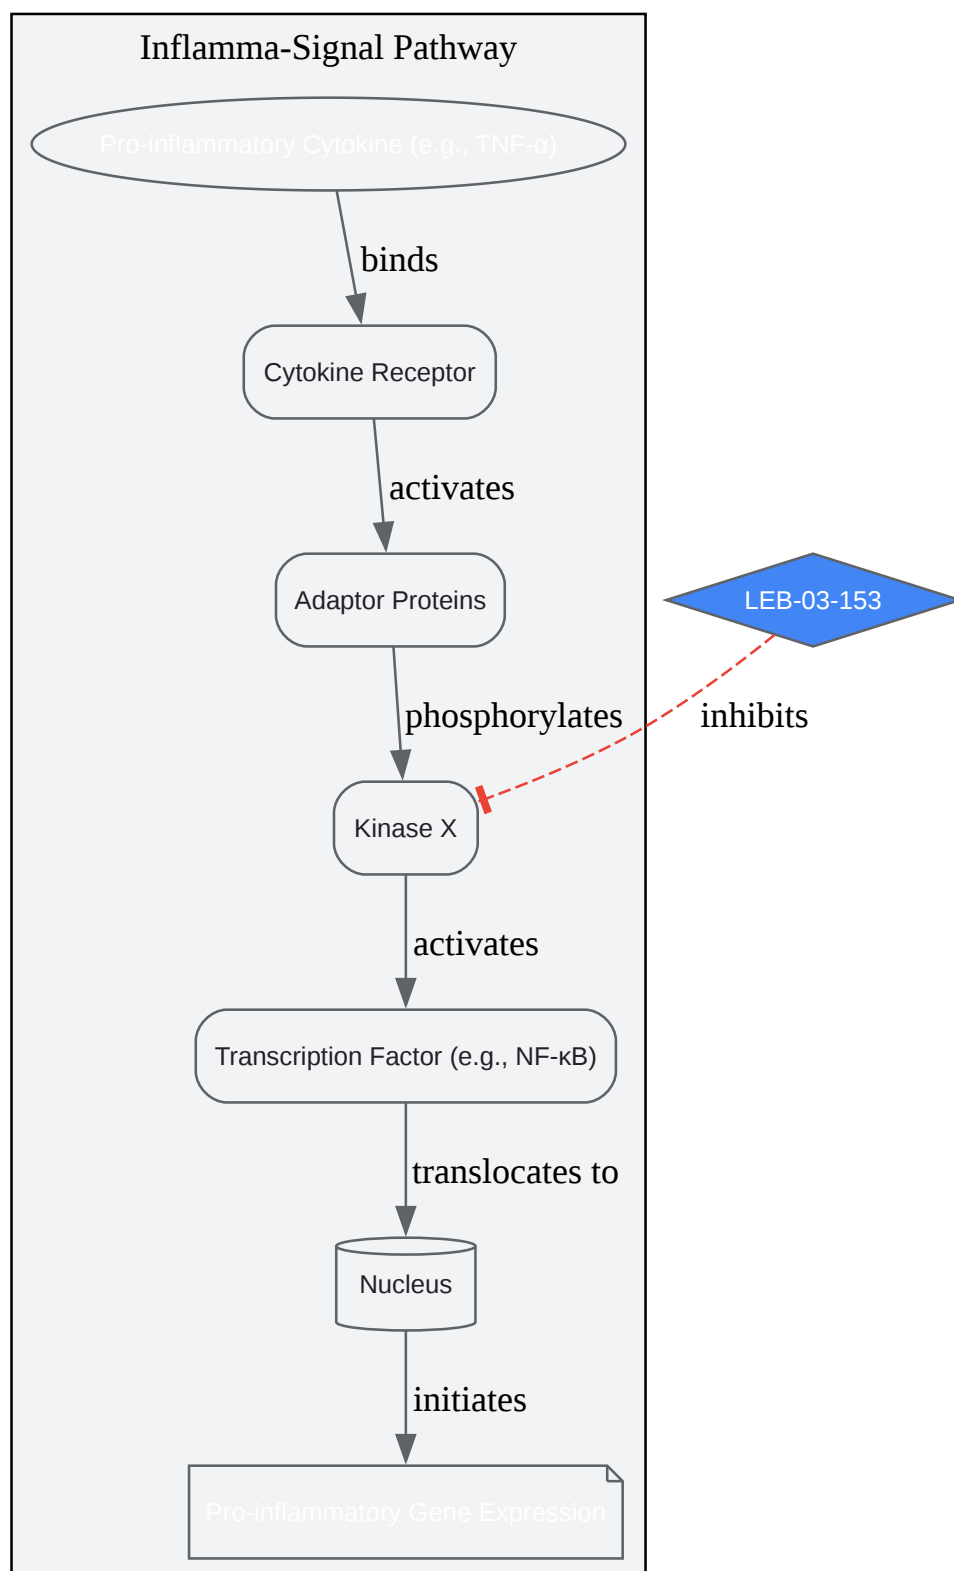 Inflamma-Signal Pathway
Pro-inflammatory Cytokine (e.g., TNF-α)
binds
Cytokine Receptor
activates
Adaptor Proteins
LEB-03-153
phosphorylates
inhibits
Kinase X
activates
Transcription Factor (e.g., NF-κB)
translocates to
Nucleus
initiates
Pro-inflammatory Gene Expression